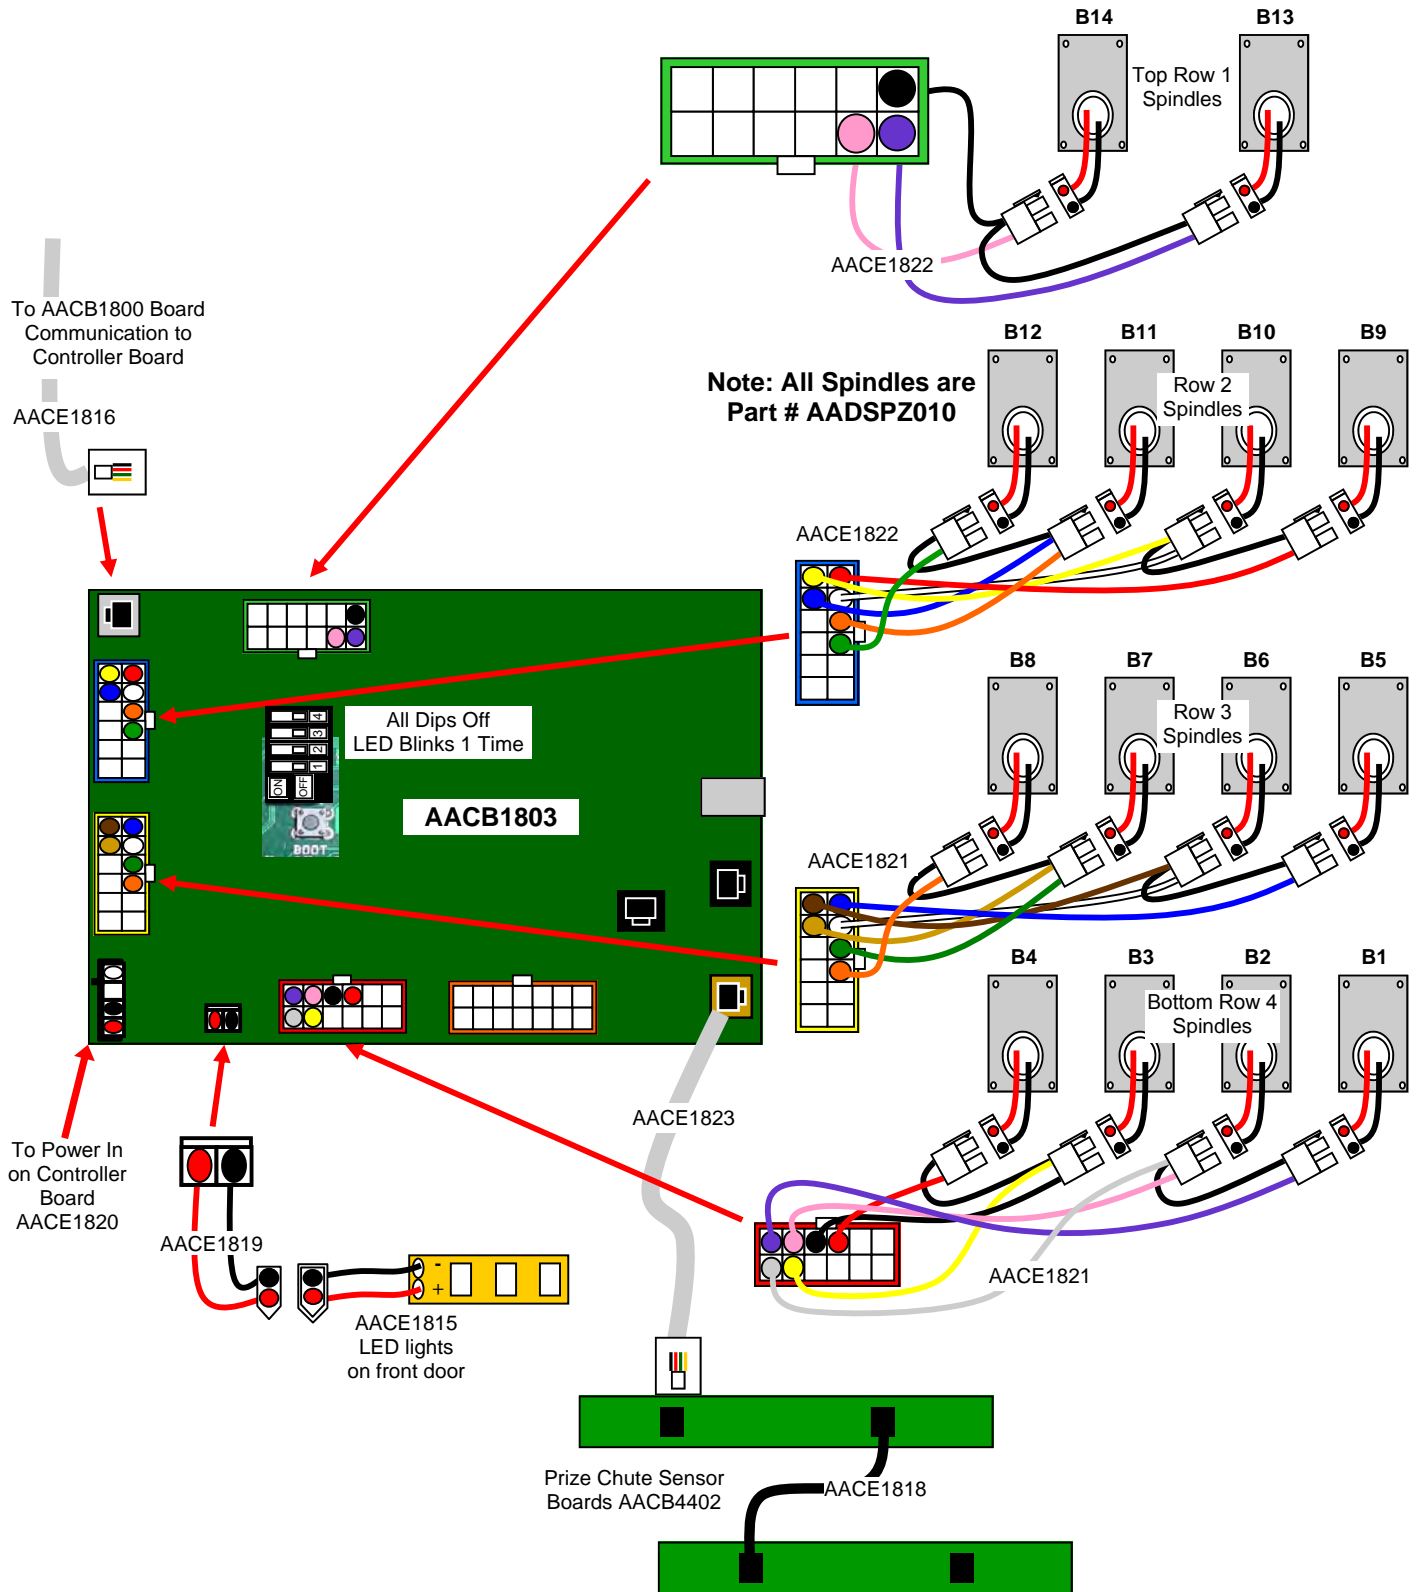 B14
B13
Top Row 1
Spindles
AACE1822
To AACB1800 Board
Communication to
Controller Board
AACE1816
Note: All Spindles are
Part # AADSPZ010
B12
B11
B10
B9
Row 2
Spindles
AACE1822
All Dips Off
LED Blinks 1 Time
4
3
2
1
ON
OFF
BOOT
AACB1803
B8
B7
B6
B5
Row 3
Spindles
AACE1821
B4
B3
B2
B1
Bottom Row 4
Spindles
AACE1821
AACE1823
To Power In
on Controller
Board
AACE1820
AACE1819
-
+
AACE1815
LED lights
on front door
Prize Chute Sensor
Boards AACB4402
AACE1818